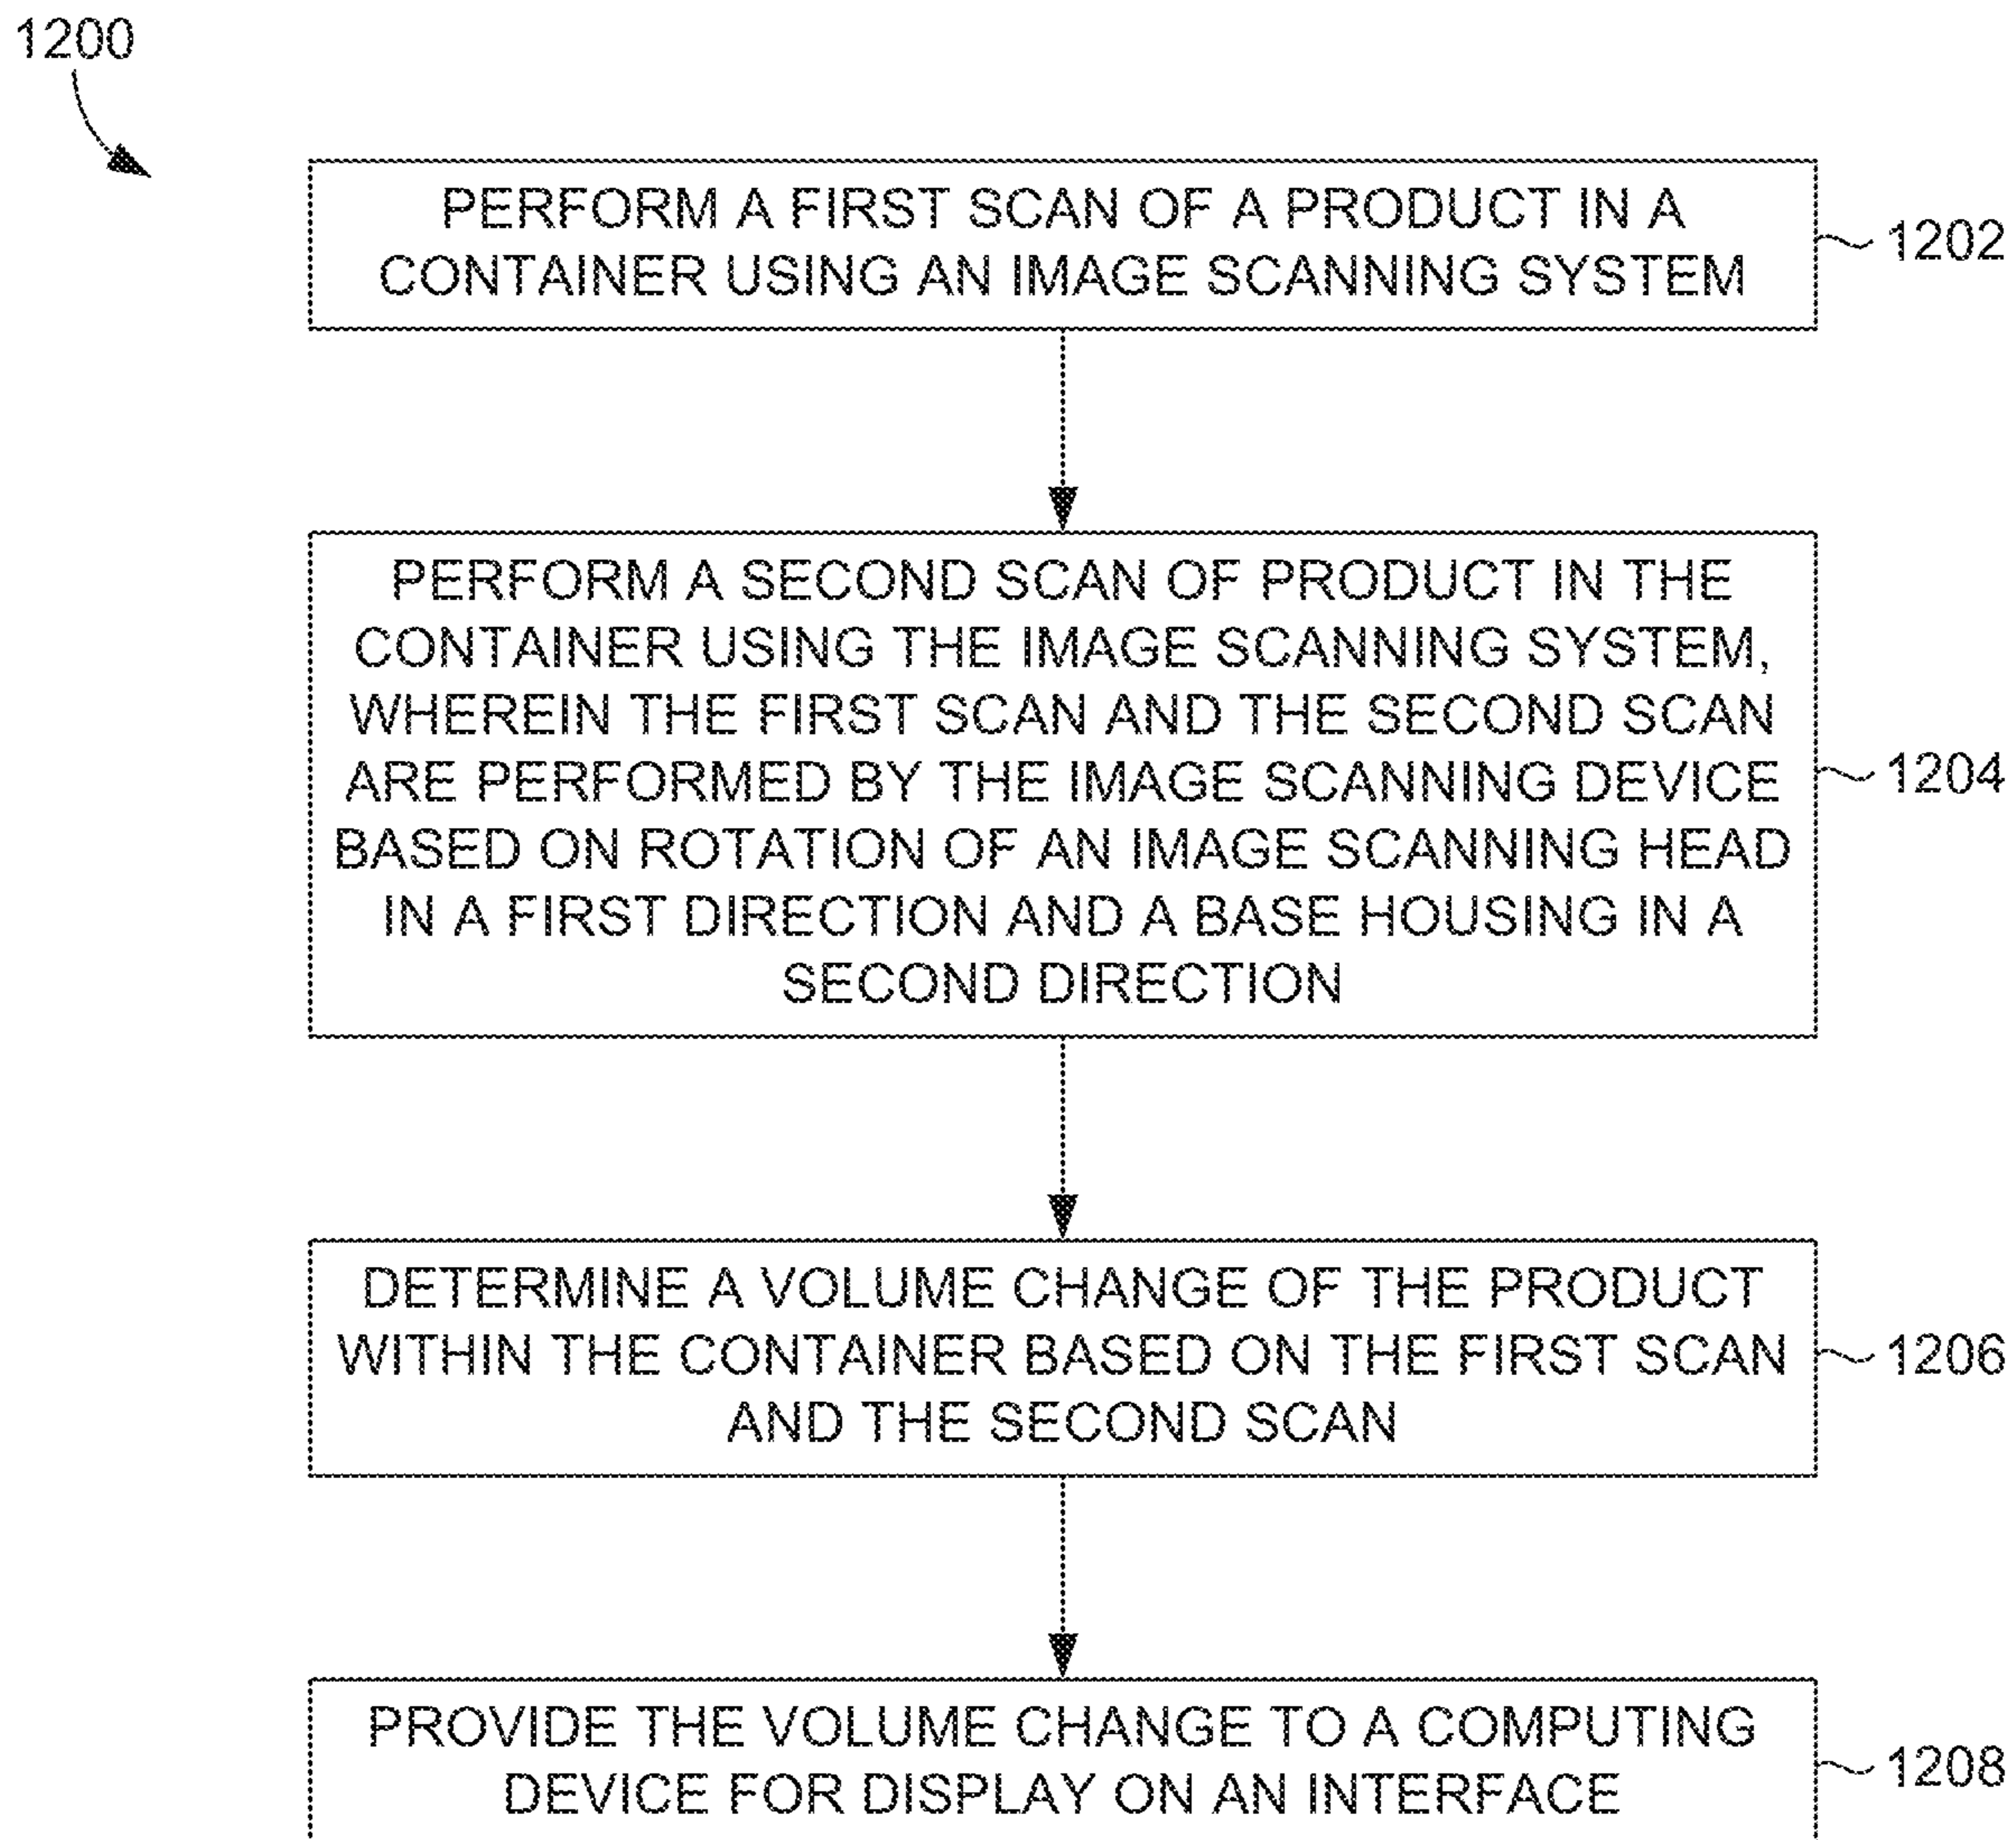 1200
PERFORM A FIRST SCAN OF A PRODUCT IN A
CONTAINER USING AN IMAGE SCANNING SYSTEM
1202
PERFORM A SECOND SCAN OF PRODUCT IN THE
CONTAINER USING THE IMAGE SCANNING SYSTEM,
WHEREIN THE FIRST SCAN AND THE SECOND SCAN
ARE PERFORMED BY THE IMAGE SCANNING DEVICE
BASED ON ROTATION OF AN IMAGE SCANNING HEAD
IN A FIRST DIRECTION AND A BASE HOUSING IN A
SECOND DIRECTION
1204
DETERMINE A VOLUME CHANGE OF THE PRODUCT
WITHIN THE CONTAINER BASED ON THE FIRST SCAN
AND THE SECOND SCAN
1206
PROVIDE THE VOLUME CHANGE TO A COMPUTING
DEVICE FOR DISPLAY ON AN INTERFACE
1208